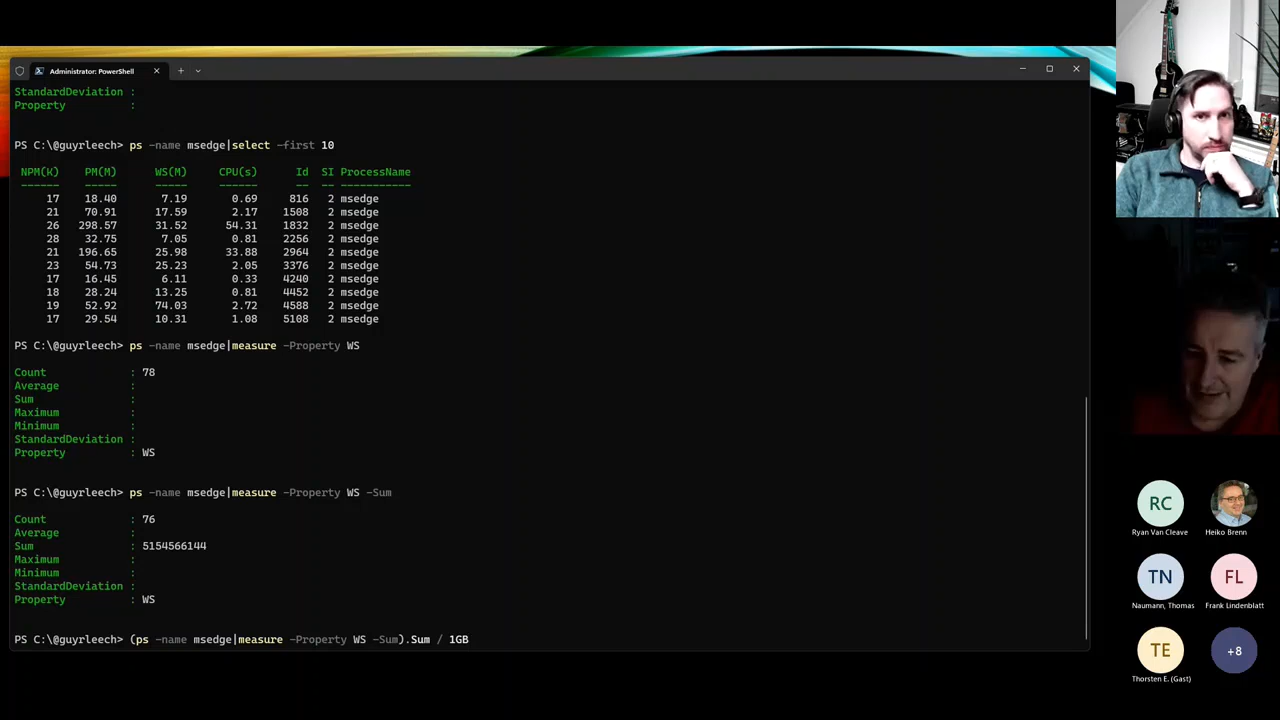 Administrator: PowerShell
StandardDeviation :
Property :
PS C:\@guyrleech> ps -name msedge|select -first 10
NPM(K) PM(M) WS(M) CPU(s) Id SI ProcessName
------ ----- ----- ------ -- -- -----------
17 18.40 7.19 0.69 816 2 msedge
21 70.91 17.59 2.17 1508 2 msedge
26 298.57 31.52 54.31 1832 2 msedge
28 32.75 7.05 0.81 2256 2 msedge
21 196.65 25.98 33.88 2964 2 msedge
23 54.73 25.23 2.05 3376 2 msedge
17 16.45 6.11 0.33 4240 2 msedge
18 28.24 13.25 0.81 4452 2 msedge
19 52.92 74.03 2.72 4588 2 msedge
17 29.54 10.31 1.08 5108 2 msedge
PS C:\@guyrleech> ps -name msedge|measure -Property WS
Count : 78
Average :
Sum :
Maximum :
Minimum :
StandardDeviation :
Property : WS
PS C:\@guyrleech> ps -name msedge|measure -Property WS -Sum
Count : 76
Average :
Sum : 5154566144
Maximum :
Minimum :
StandardDeviation :
Property : WS
PS C:\@guyrleech> (ps -name msedge|measure -Property WS -Sum).Sum / 1GB
RC
Ryan Van Cleave
Heiko Brenn
TN
Naumann, Thomas
FL
Frank Lindenblatt
TE
Thorsten E. (Gast)
+8